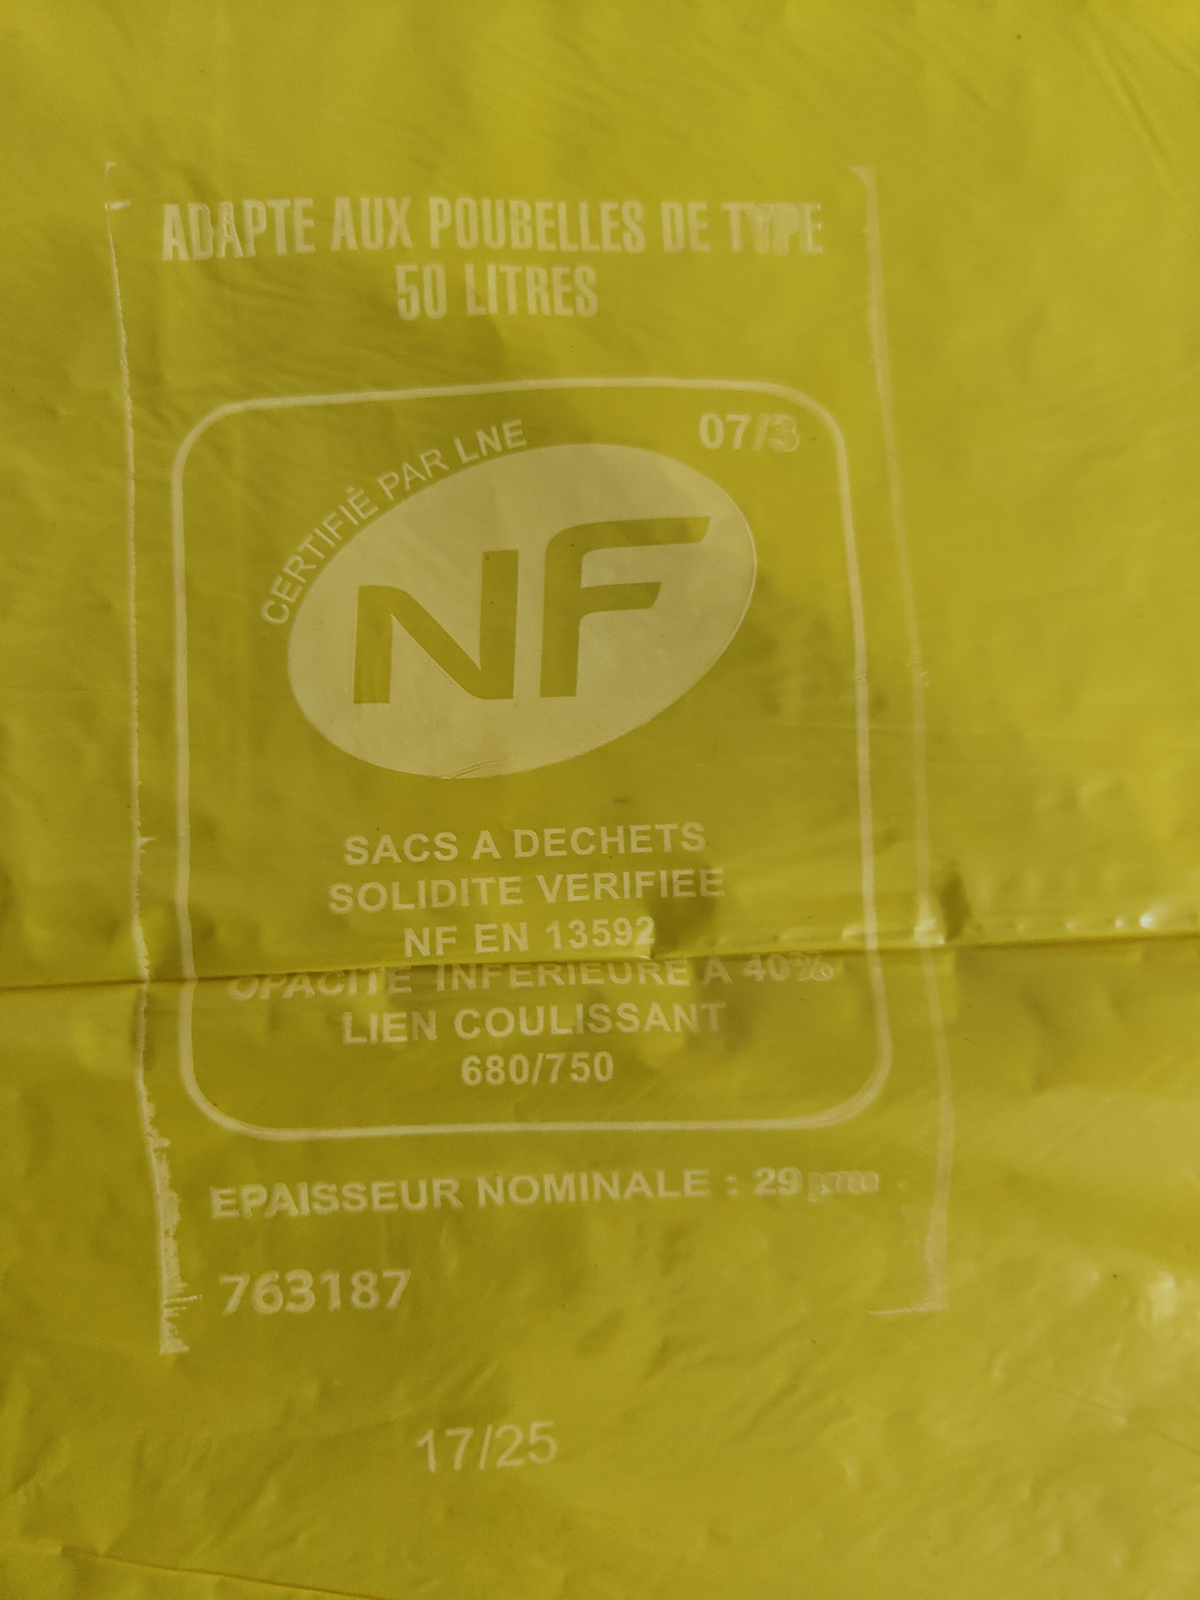 ADAPTE AUX POUBELLES DE TYPE
50 LITRES
07/3
CERTIFIÉ PAR LNE
NF
SACS A DECHETS
SOLIDITE VERIFIEE
NF EN 13592
OPACITE INFERIEURE A 40%
LIEN COULISSANT
680/750
EPAISSEUR NOMINALE : 29 µm
763187
17/25